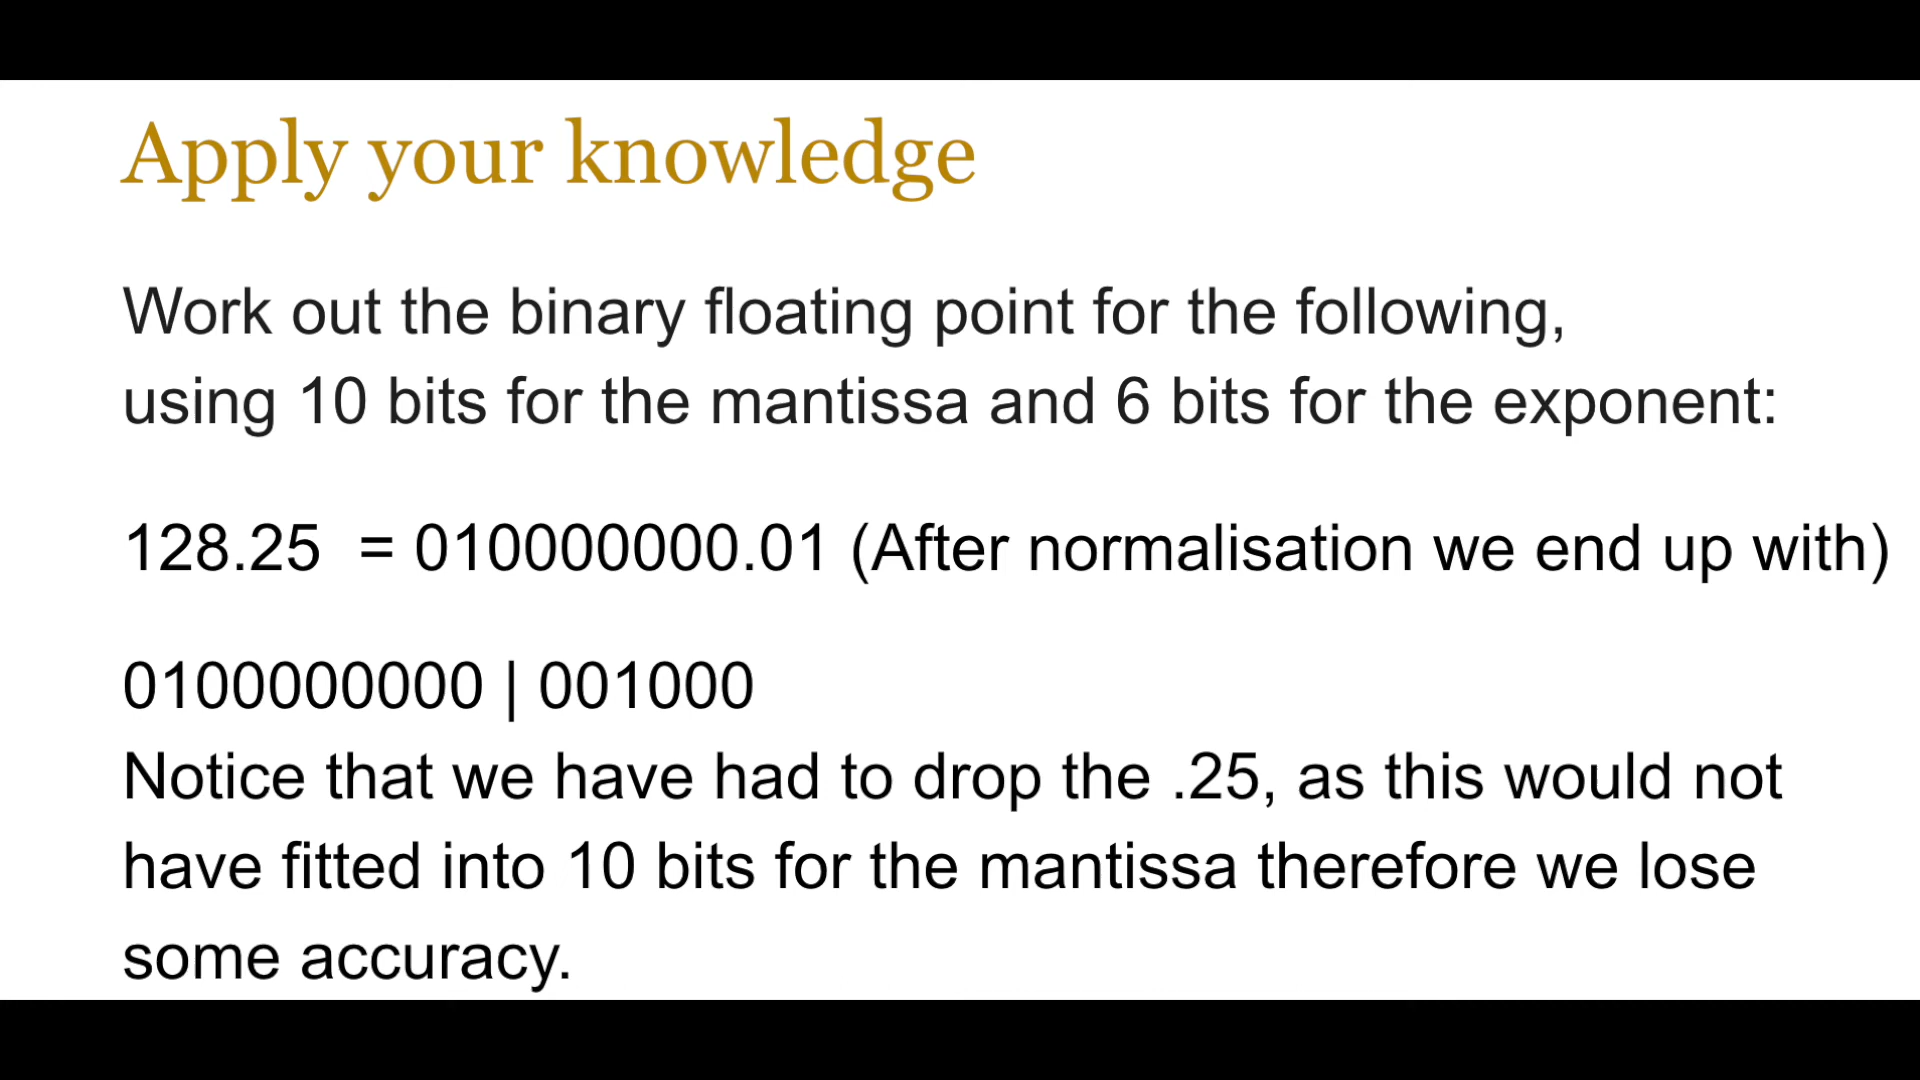 Apply your knowledge
Work out the binary floating point for the following,
using 10 bits for the mantissa and 6 bits for the exponent:
128.25 = 010000000.01 (After normalisation we end up with)
0100000000 | 001000
Notice that we have had to drop the .25, as this would not
have fitted into 10 bits for the mantissa therefore we lose
some accuracy.